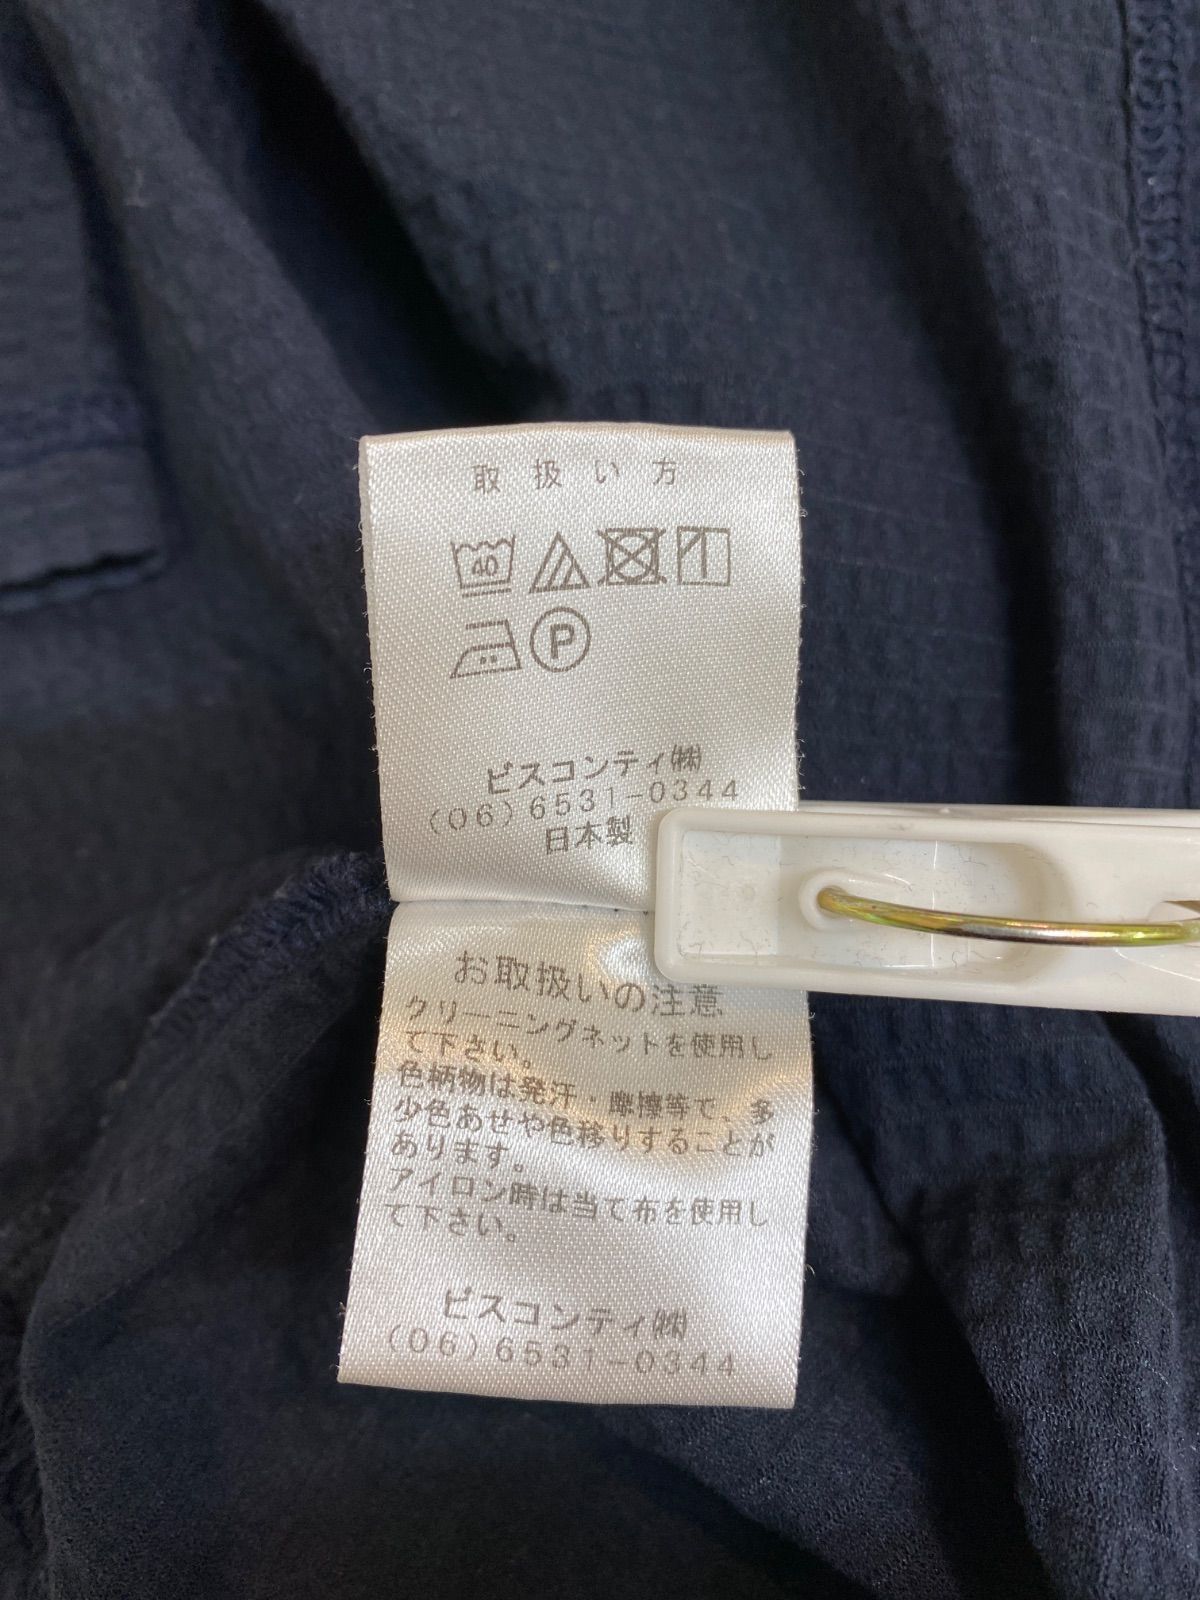 取扱い方
40
P
ビスコンティ㈱
(06)6531-0344
日本製
お取扱いの注意
クリーニングネットを使用し
て下さい。
色柄物は発汗・摩擦等で、多
少色あせや色移りすることが
あります。
アイロン時は当て布を使用し
て下さい。
ビスコンティ㈱
(06)6531-0344